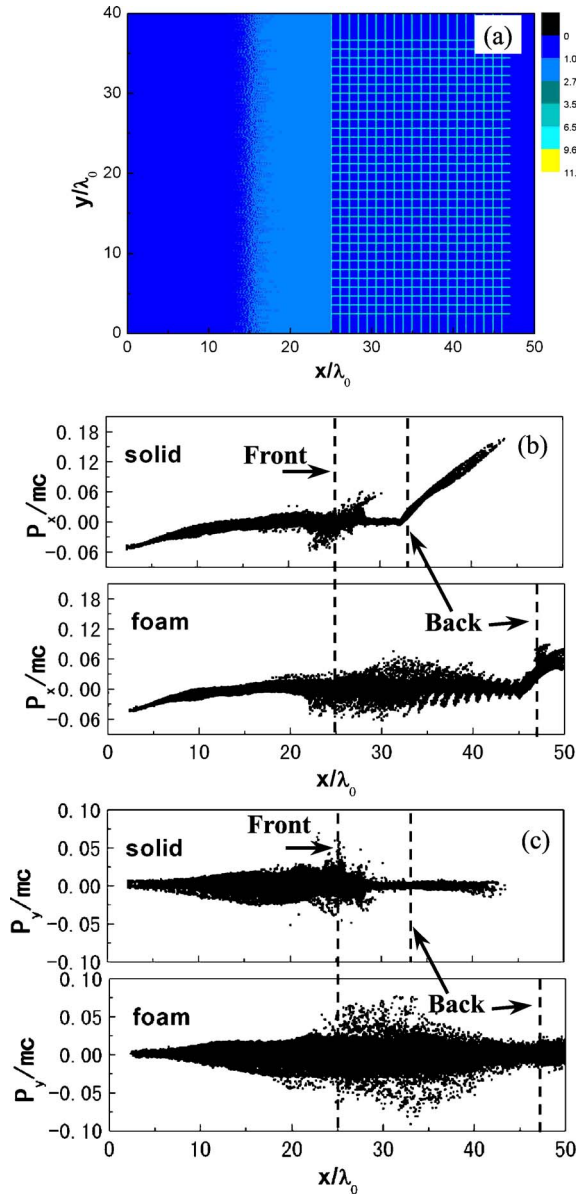 40
(a)
30
20
10
0
y/λ₀
0
1.0
2.7
3.6
6.5
9.6
11.
0 10 20 30 40 50
x/λ₀
0.18
0.12
0.06
-0.00
-0.06
P_x/mc
solid
Front
(b)
0.18
0.12
0.06
-0.00
-0.06
P_x/mc
foam
Back
0 10 20 30 40 50
x/λ₀
0.10
0.05
0.00
-0.05
-0.10
P_y/mc
solid
Front
(c)
0.10
0.05
0.00
-0.05
-0.10
P_y/mc
foam
Back
0 10 20 30 40 50
x/λ₀